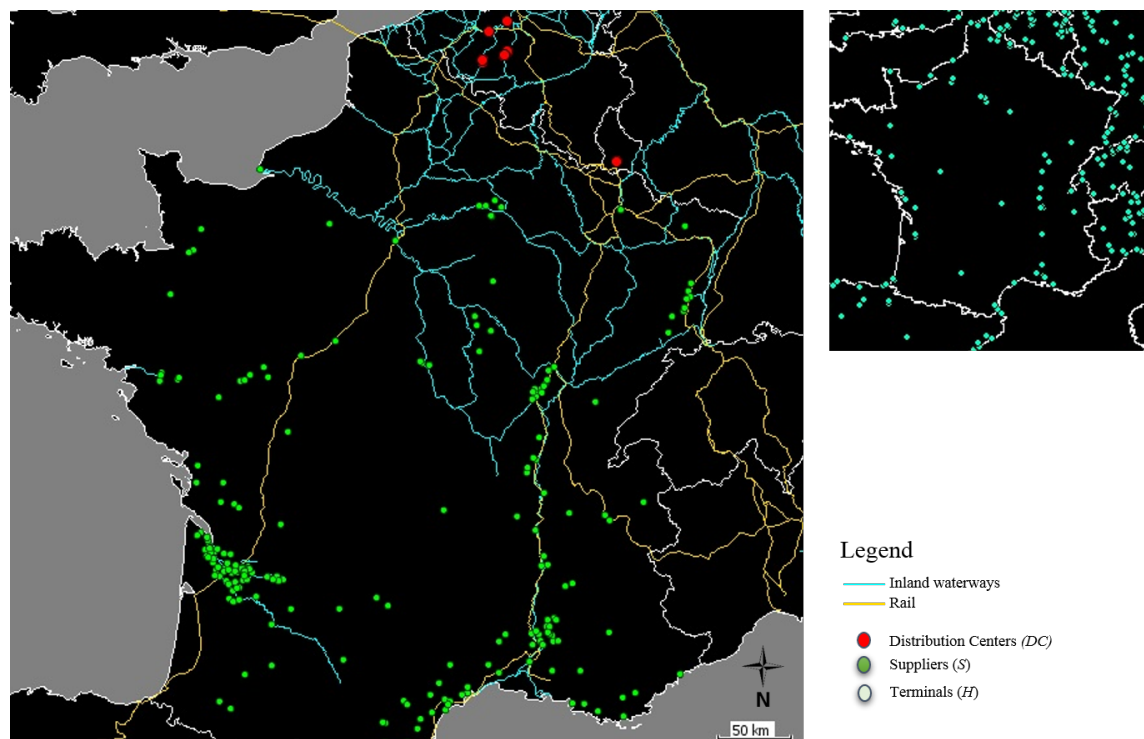 N
50 km
Legend
Inland waterways
Rail
Distribution Centers (DC)
Suppliers (S)
Terminals (H)